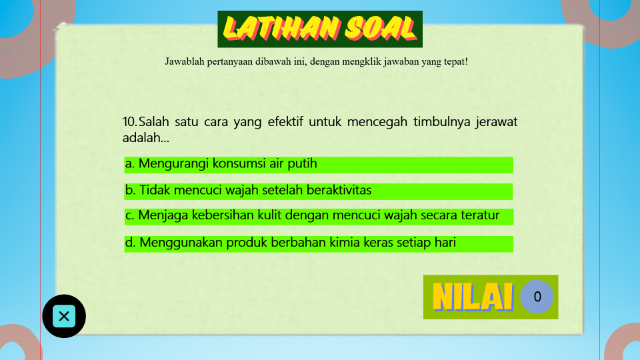 LATIHAN SOAL
Jawablah pertanyaan dibawah ini, dengan mengklik jawaban yang tepat!
10.Salah satu cara yang efektif untuk mencegah timbulnya jerawat
adalah...
a. Mengurangi konsumsi air putih
b. Tidak mencuci wajah setelah beraktivitas
c. Menjaga kebersihan kulit dengan mencuci wajah secara teratur
d. Menggunakan produk berbahan kimia keras setiap hari
NILAI 0